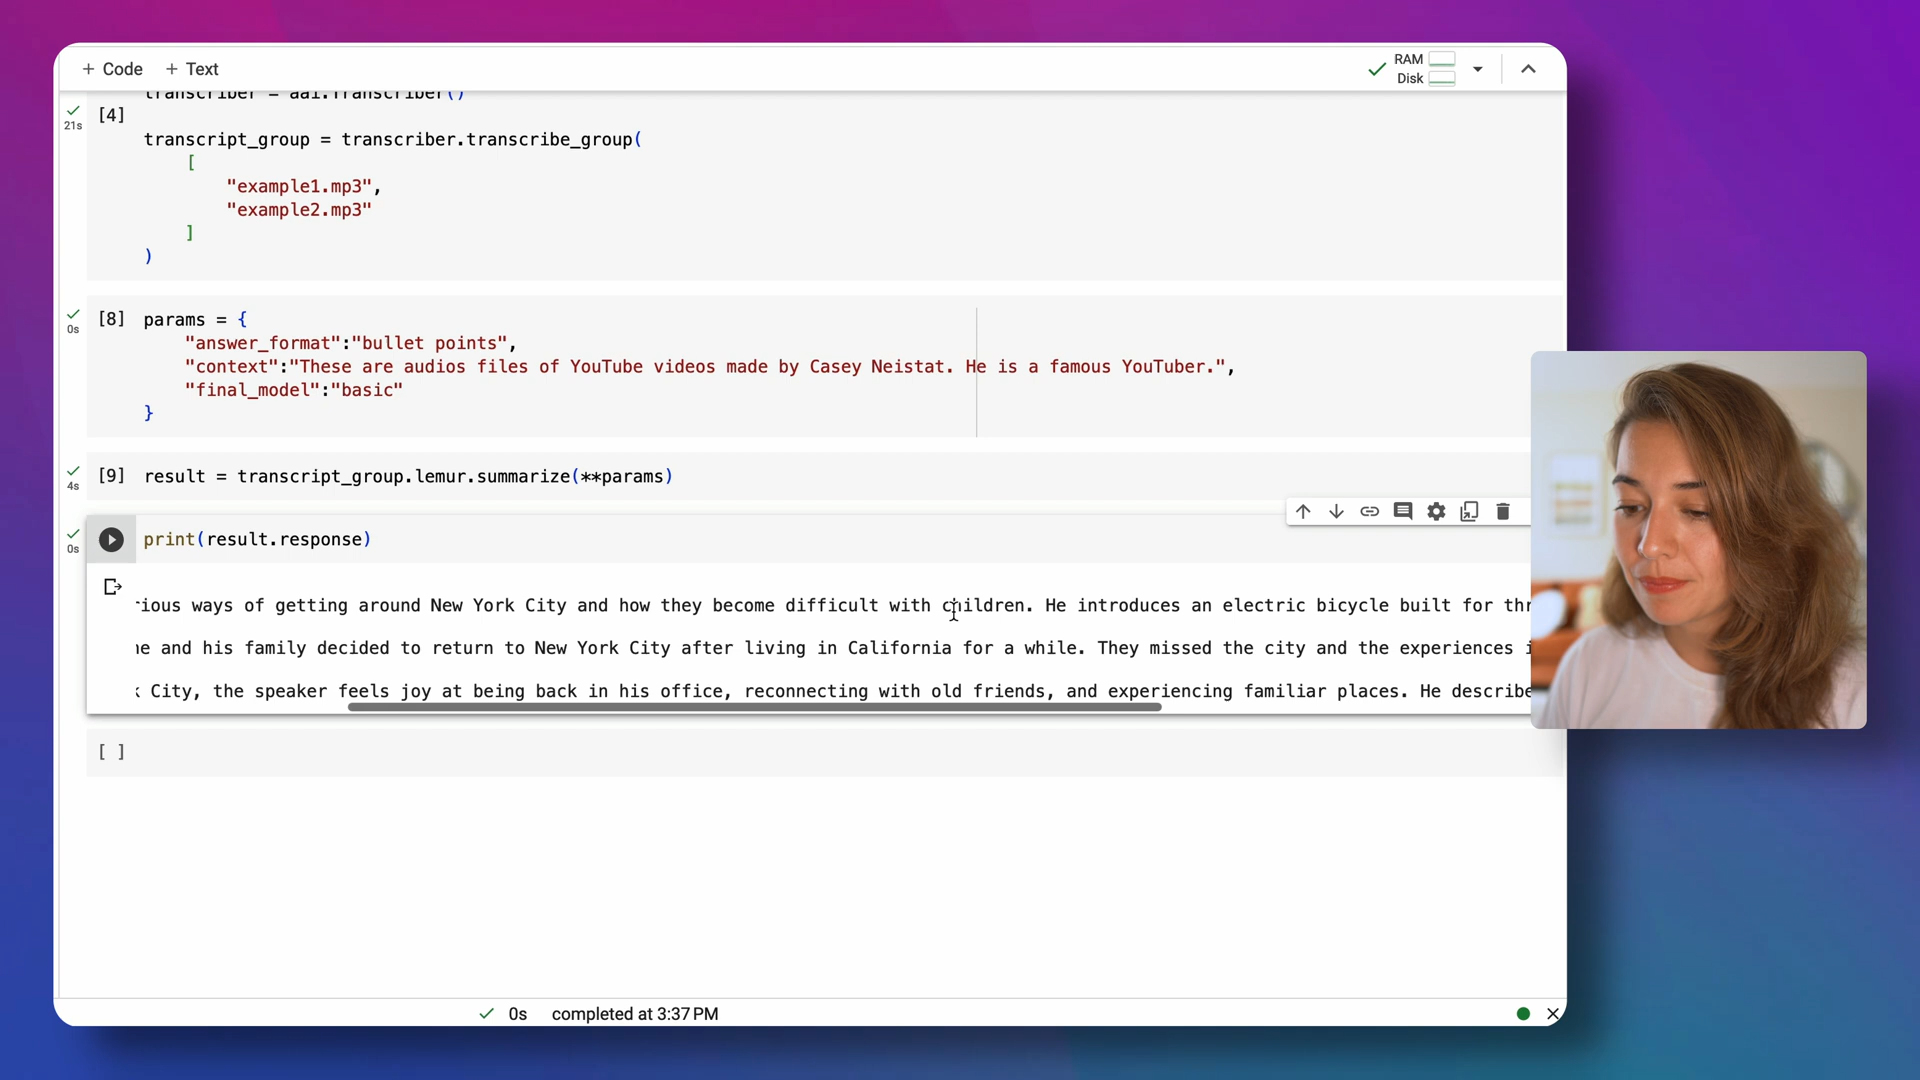 + Code + Text
RAM
Disk
transcriber = aai.Transcriber()
21s
[4]
transcript_group = transcriber.transcribe_group(
[
"example1.mp3",
"example2.mp3"
]
)
0s
[8] params = {
"answer_format":"bullet points",
"context":"These are audios files of YouTube videos made by Casey Neistat. He is a famous YouTuber.",
"final_model":"basic"
}
4s
[9] result = transcript_group.lemur.summarize(**params)
0s
print(result.response)
ious ways of getting around New York City and how they become difficult with children. He introduces an electric bicycle built for thr
he and his family decided to return to New York City after living in California for a while. They missed the city and the experiences i
k City, the speaker feels joy at being back in his office, reconnecting with old friends, and experiencing familiar places. He describe
[ ]
0s completed at 3:37 PM